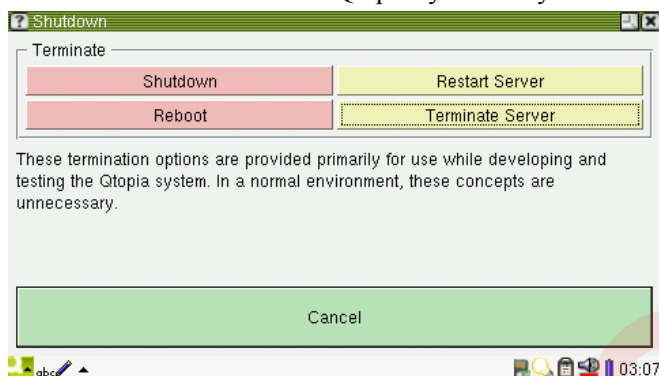 Shutdown
Terminate
Shutdown
Restart Server
Reboot
Terminate Server
These termination options are provided primarily for use while developing and
testing the Qtopia system. In a normal environment, these concepts are
unnecessary.
Cancel
abc
03:07